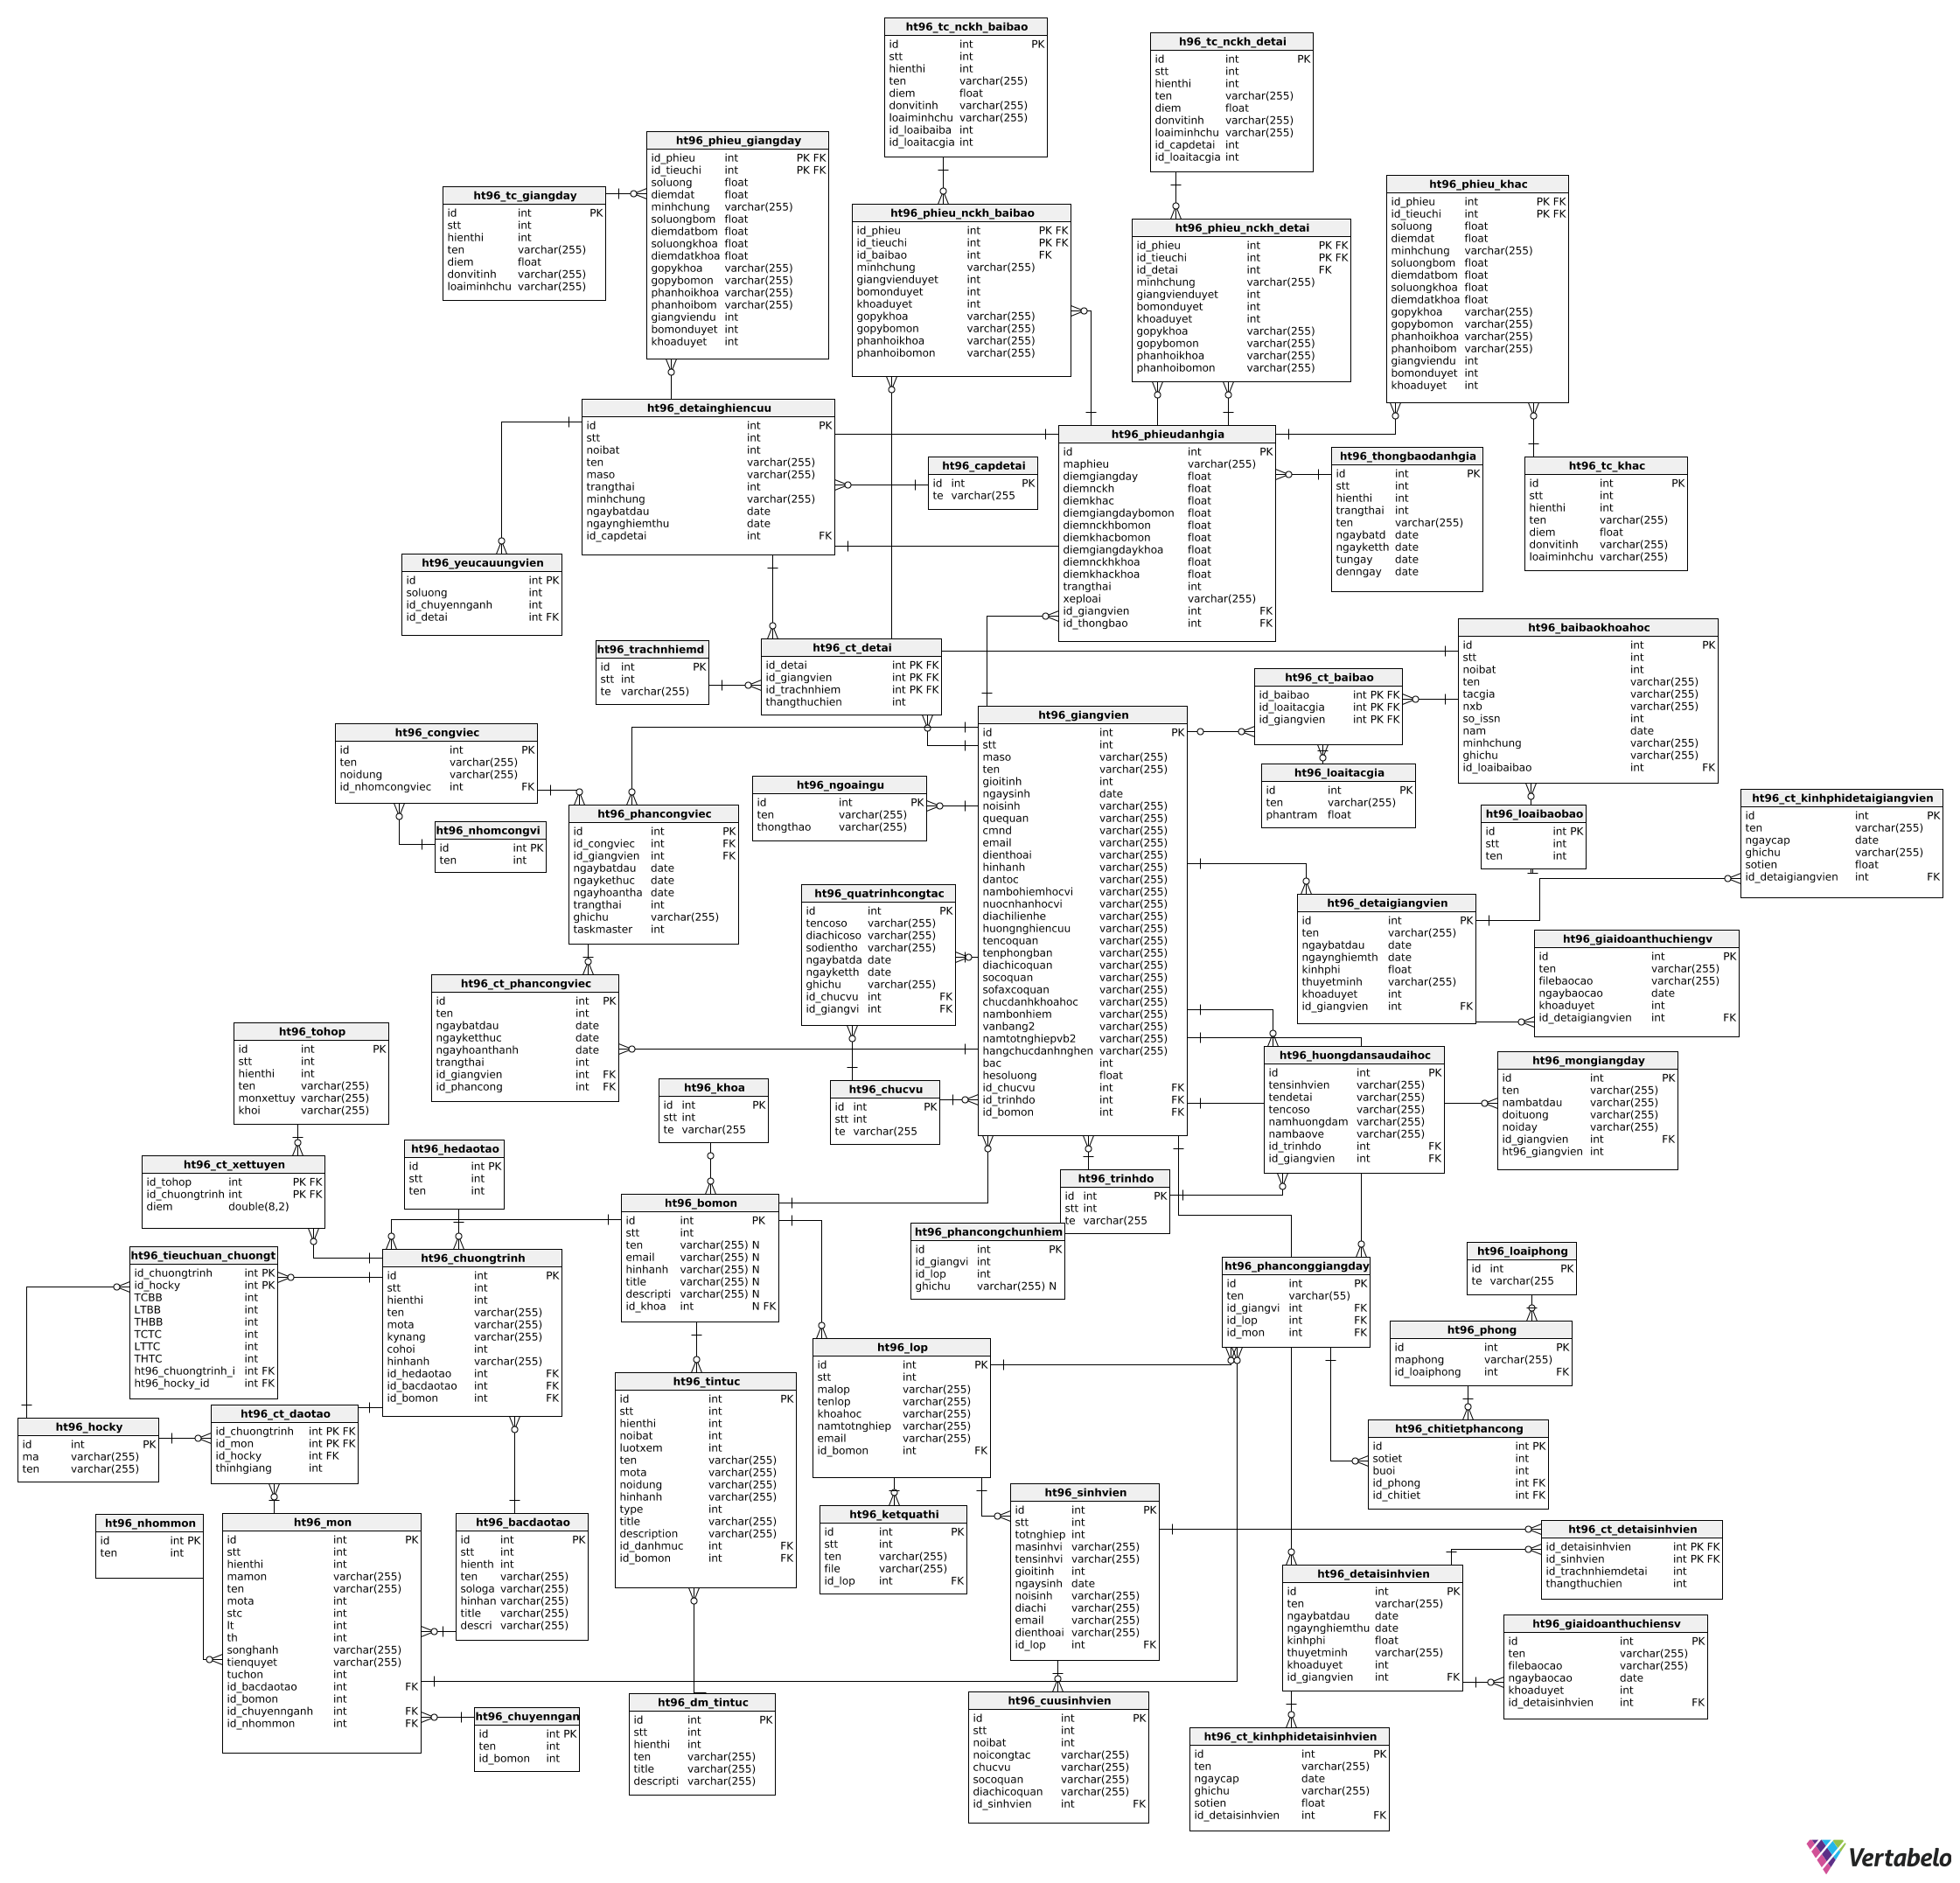 ht96_tc_nckh_baibao
id int PK
stt int
hienthi int
ten varchar(255)
diem float
donvitinh varchar(255)
loaiminhchu varchar(255)
id_loaibaiba int
id_loaitacgia int
h96_tc_nckh_detai
id int PK
stt int
hienthi int
ten varchar(255)
diem float
donvitinh varchar(255)
loaiminhchu varchar(255)
id_capdetai int
id_loaitacgia int
ht96_phieu_giangday
id_phieu int PK FK
id_tieuchi int PK FK
soluong float
diemdat float
minhchung varchar(255)
soluongbom float
diemdatbom float
soluongkhoa float
diemdatkhoa float
gopykhoa varchar(255)
gopybomon varchar(255)
phanhoikhoa varchar(255)
phanhoibom varchar(255)
giangviendu int
bomonduyet int
khoaduyet int
ht96_tc_giangday
id int PK
stt int
hienthi int
ten varchar(255)
diem float
donvitinh varchar(255)
loaiminhchu varchar(255)
ht96_phieu_nckh_baibao
id_phieu int PK FK
id_tieuchi int PK FK
id_baibao int FK
minhchung varchar(255)
giangvienduyet int
bomonduyet int
khoaduyet int
gopykhoa varchar(255)
gopybomon varchar(255)
phanhoikhoa varchar(255)
phanhoibomon varchar(255)
ht96_phieu_nckh_detai
id_phieu int PK FK
id_tieuchi int PK FK
id_detai int FK
minhchung varchar(255)
giangvienduyet int
bomonduyet int
khoaduyet int
gopykhoa varchar(255)
gopybomon varchar(255)
phanhoikhoa varchar(255)
phanhoibomon varchar(255)
ht96_phieu_khac
id_phieu int PK FK
id_tieuchi int PK FK
soluong float
diemdat float
minhchung varchar(255)
soluongbom float
diemdatbom float
soluongkhoa float
diemdatkhoa float
gopykhoa varchar(255)
gopybomon varchar(255)
phanhoikhoa varchar(255)
phanhoibom varchar(255)
giangviendu int
bomonduyet int
khoaduyet int
ht96_detainghiencuu
id int PK
stt int
noibat int
ten varchar(255)
maso varchar(255)
trangthai int
minhchung varchar(255)
ngaybatdau date
ngaynghiemthu date
id_capdetai int FK
ht96_capdetai
id int PK
te varchar(255
ht96_phieudanhgia
id int PK
maphieu varchar(255)
diemgiangday float
diemnckh float
diemkhac float
diemgiangdaybomon float
diemnckhbomon float
diemkhacbomon float
diemgiangdaykhoa float
diemnckhkhoa float
diemkhackhoa float
trangthai int
xeploai varchar(255)
id_giangvien int FK
id_thongbao int FK
ht96_thongbaodanhgia
id int PK
stt int
hienthi int
trangthai int
ten varchar(255)
ngaybatd date
ngayketth date
tungay date
denngay date
ht96_tc_khac
id int PK
stt int
hienthi int
ten varchar(255)
diem float
donvitinh varchar(255)
loaiminhchu varchar(255)
ht96_yeucauungvien
id int PK
soluong int
id_chuyennganh int
id_detai int FK
ht96_trachnhiemd
id int PK
stt int
te varchar(255)
ht96_ct_detai
id_detai int PK FK
id_giangvien int PK FK
id_trachnhiem int PK FK
thangthuchien int
ht96_baibaokhoahoc
id int PK
stt int
noibat int
ten varchar(255)
tacgia varchar(255)
nxb varchar(255)
so_issn int
nam date
minhchung varchar(255)
ghichu varchar(255)
id_loaibaibao int FK
ht96_ct_baibao
id_baibao int PK FK
id_loaitacgia int PK FK
id_giangvien int PK FK
ht96_loaitacgia
id int PK
ten varchar(255)
phantram float
ht96_loaibaobao
id int PK
stt int
ten int
ht96_ct_kinhphidetaigiangvien
id int PK
ten varchar(255)
ngaycap date
ghichu varchar(255)
sotien float
id_detaigiangvien int FK
ht96_congviec
id int PK
ten varchar(255)
noidung varchar(255)
id_nhomcongviec int FK
ht96_nhomcongvi
id int PK
ten int
ht96_phancongviec
id int PK
id_congviec int FK
id_giangvien int FK
ngaybatdau date
ngaykethuc date
ngayhoantha date
trangthai int
ghichu varchar(255)
taskmaster int
ht96_ngoaingu
id int PK
ten varchar(255)
thongthao varchar(255)
ht96_giangvien
id int PK
stt int
maso varchar(255)
ten varchar(255)
gioitinh int
ngaysinh date
noisinh varchar(255)
quequan varchar(255)
cmnd varchar(255)
email varchar(255)
dienthoai varchar(255)
hinhanh varchar(255)
dantoc varchar(255)
nambohiemhocvi varchar(255)
nuocnhanhocvi varchar(255)
diachilienhe varchar(255)
huongnghiencuu varchar(255)
tencoquan varchar(255)
tenphongban varchar(255)
diachicoquan varchar(255)
socoquan varchar(255)
sofaxcoquan varchar(255)
chucdanhkhoahoc varchar(255)
nambonhiem varchar(255)
vanbang2 varchar(255)
namtotnghiepvb2 varchar(255)
hangchucdanhnghen varchar(255)
bac int
hesoluong float
id_chucvu int FK
id_trinhdo int FK
id_bomon int FK
ht96_quatrinhcongtac
id int PK
tencoso varchar(255)
diachicoso varchar(255)
sodientho varchar(255)
ngaybatda date
ngayketth date
ghichu varchar(255)
id_chucvu int FK
id_giangvi int FK
ht96_detaigiangvien
id int PK
ten varchar(255)
ngaybatdau date
ngaynghiemth date
kinhphi float
thuyetminh varchar(255)
khoaduyet int
id_giangvien int FK
ht96_giaidoanthuchiengv
id int PK
ten varchar(255)
filebaocao varchar(255)
ngaybaocao date
khoaduyet int
id_detaigiangvien int FK
ht96_ct_phancongviec
id int PK
ten int
ngaybatdau date
ngayketthuc date
ngayhoanthanh date
trangthai int
id_giangvien int FK
id_phancong int FK
ht96_tohop
id int PK
stt int
hienthi int
ten varchar(255)
monxettuy varchar(255)
khoi varchar(255)
ht96_khoa
id int PK
stt int
te varchar(255
ht96_chucvu
id int PK
stt int
te varchar(255
ht96_huongdansaudaihoc
id int PK
tensinhvien varchar(255)
tendetai varchar(255)
tencoso varchar(255)
namhuongdam varchar(255)
nambaove varchar(255)
id_trinhdo int FK
id_giangvien int FK
ht96_mongiangday
id int PK
ten varchar(255)
nambatdau varchar(255)
doituong varchar(255)
noiday varchar(255)
id_giangvien int FK
ht96_giangvien int
ht96_hedaotao
id int PK
stt int
ten int
ht96_ct_xettuyen
id_tohop int PK FK
id_chuongtrinh int PK FK
diem double(8,2)
ht96_trinhdo
id int PK
stt int
te varchar(255
ht96_bomon
id int PK
stt int
ten varchar(255) N
email varchar(255) N
hinhanh varchar(255) N
title varchar(255) N
descripti varchar(255) N
id_khoa int N FK
ht96_phancongchunhiem
id int PK
id_giangvi int
id_lop int
ghichu varchar(255) N
ht96_tieuchuan_chuongt
id_chuongtrinh int PK
id_hocky int PK
TCBB int
LTBB int
THBB int
TCTC int
LTTC int
THTC int
ht96_chuongtrinh_i int FK
ht96_hocky_id int FK
ht96_chuongtrinh
id int PK
stt int
hienthi int
ten varchar(255)
mota varchar(255)
kynang varchar(255)
cohoi int
hinhanh varchar(255)
id_hedaotao int FK
id_bacdaotao int FK
id_bomon int FK
ht96_phanconggiangday
id int PK
ten varchar(55)
id_giangvi int FK
id_lop int FK
id_mon int FK
ht96_loaiphong
id int PK
te varchar(255
ht96_phong
id int PK
maphong varchar(255)
id_loaiphong int FK
ht96_lop
id int PK
stt int
malop varchar(255)
tenlop varchar(255)
khoahoc varchar(255)
namtotnghiep varchar(255)
email varchar(255)
id_bomon int FK
ht96_tintuc
id int PK
stt int
hienthi int
noibat int
luotxem int
ten varchar(255)
mota varchar(255)
noidung varchar(255)
hinhanh varchar(255)
type int
title varchar(255)
description varchar(255)
id_danhmuc int FK
id_bomon int FK
ht96_hocky
id int PK
ma varchar(255)
ten varchar(255)
ht96_ct_daotao
id_chuongtrinh int PK FK
id_mon int PK FK
id_hocky int FK
thinhgiang int
ht96_chitietphancong
id int PK
sotiet int
buoi int
id_phong int FK
id_chitiet int FK
ht96_nhommon
id int PK
ten int
ht96_mon
id int PK
stt int
hienthi int
mamon varchar(255)
ten varchar(255)
mota int
stc int
lt int
th int
songhanh varchar(255)
tienquyet varchar(255)
tuchon int
id_bacdaotao int FK
id_bomon int
id_chuyennganh int FK
id_nhommon int FK
ht96_bacdaotao
id int PK
stt int
hienth int
ten varchar(255)
sologa varchar(255)
hinhan varchar(255)
title varchar(255)
descri varchar(255)
ht96_ketquathi
id int PK
stt int
ten varchar(255)
file varchar(255)
id_lop int FK
ht96_sinhvien
id int PK
stt int
totnghiep int
masinhvi varchar(255)
tensinhvi varchar(255)
gioitinh int
ngaysinh date
noisinh varchar(255)
diachi varchar(255)
email varchar(255)
dienthoai varchar(255)
id_lop int FK
ht96_ct_detaisinhvien
id_detaisinhvien int PK FK
id_sinhvien int PK FK
id_trachnhiemdetai int
thangthuchien int
ht96_detaisinhvien
id int PK
ten varchar(255)
ngaybatdau date
ngaynghiemthu date
kinhphi float
thuyetminh varchar(255)
khoaduyet int
id_giangvien int FK
ht96_giaidoanthuchiensv
id int PK
ten varchar(255)
filebaocao varchar(255)
ngaybaocao date
khoaduyet int
id_detaisinhvien int FK
ht96_chuyenngan
id int PK
ten int
id_bomon int
ht96_dm_tintuc
id int PK
stt int
hienthi int
ten varchar(255)
title varchar(255)
descripti varchar(255)
ht96_cuusinhvien
id int PK
stt int
noibat int
noicongtac varchar(255)
chucvu varchar(255)
socoquan varchar(255)
diachicoquan varchar(255)
id_sinhvien int FK
ht96_ct_kinhphidetaisinhvien
id int PK
ten varchar(255)
ngaycap date
ghichu varchar(255)
sotien float
id_detaisinhvien int FK
Vertabelo